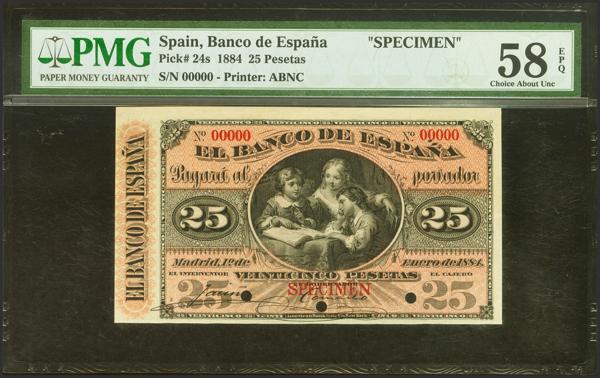 PMG
PAPER MONEY GUARANTY
Spain, Banco de España "SPECIMEN"
Pick# 24s 1884 25 Pesetas
S/N 00000 - Printer: ABNC
58 EPQ
Choice About Unc
Nº 00000 Nº 00000
EL BANCO DE ESPAÑA
EL BANCO DE ESPAÑA
Pagará al portador
25 25
Madrid, 1º de Enero de 1884.
EL INTERVENTOR EL CAJERO
VEINTICINCO PESETAS
25 SPECIMEN 25